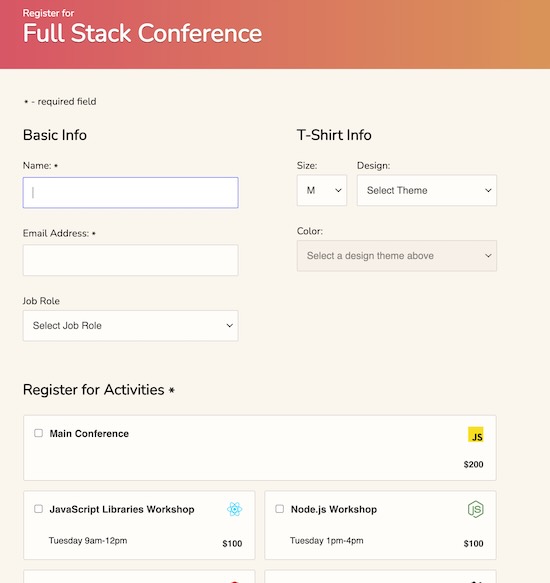 Register for
Full Stack Conference
* - required field
Basic Info
Name: *
Email Address: *
Job Role
Select Job Role
T-Shirt Info
Size:
M
Design:
Select Theme
Color:
Select a design theme above
Register for Activities *
Main Conference
JS
$200
JavaScript Libraries Workshop
Tuesday 9am-12pm
$100
Node.js Workshop
JS
Tuesday 1pm-4pm
$100